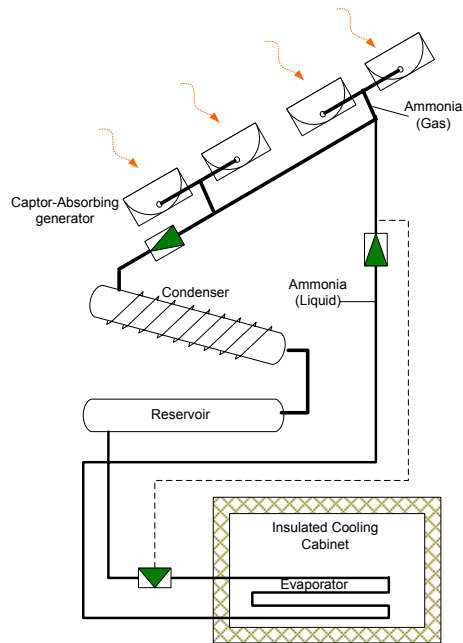 Ammonia
(Gas)
Captor-Absorbing
generator
Condenser
Ammonia
(Liquid)
Reservoir
Insulated Cooling
Cabinet
Evaporator